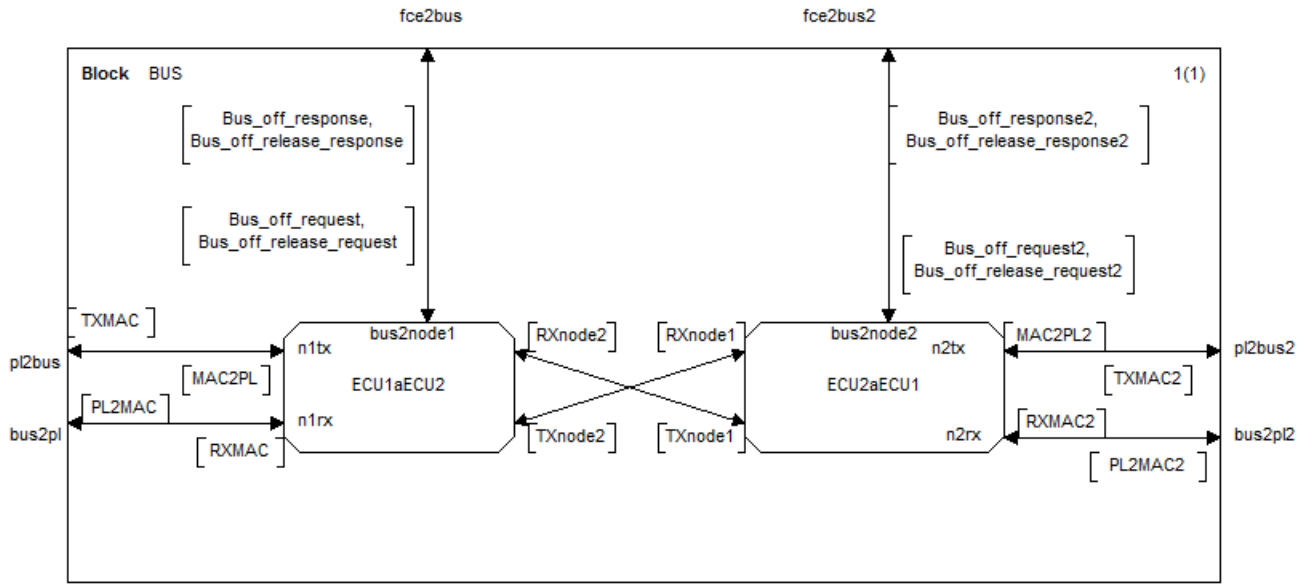 fce2bus
fce2bus2
Block BUS
1(1)
Bus_off_response,
Bus_off_release_response
Bus_off_response2,
Bus_off_release_response2
Bus_off_request,
Bus_off_release_request
Bus_off_request2,
Bus_off_release_request2
TXMAC
bus2node1
RXnode2
RXnode1
bus2node2
MAC2PL2
n1tx
n2tx
pl2bus
pl2bus2
MAC2PL
ECU1aECU2
ECU2aECU1
TXMAC2
PL2MAC
n1rx
RXMAC2
bus2pl
TXnode2
TXnode1
n2rx
bus2pl2
RXMAC
PL2MAC2